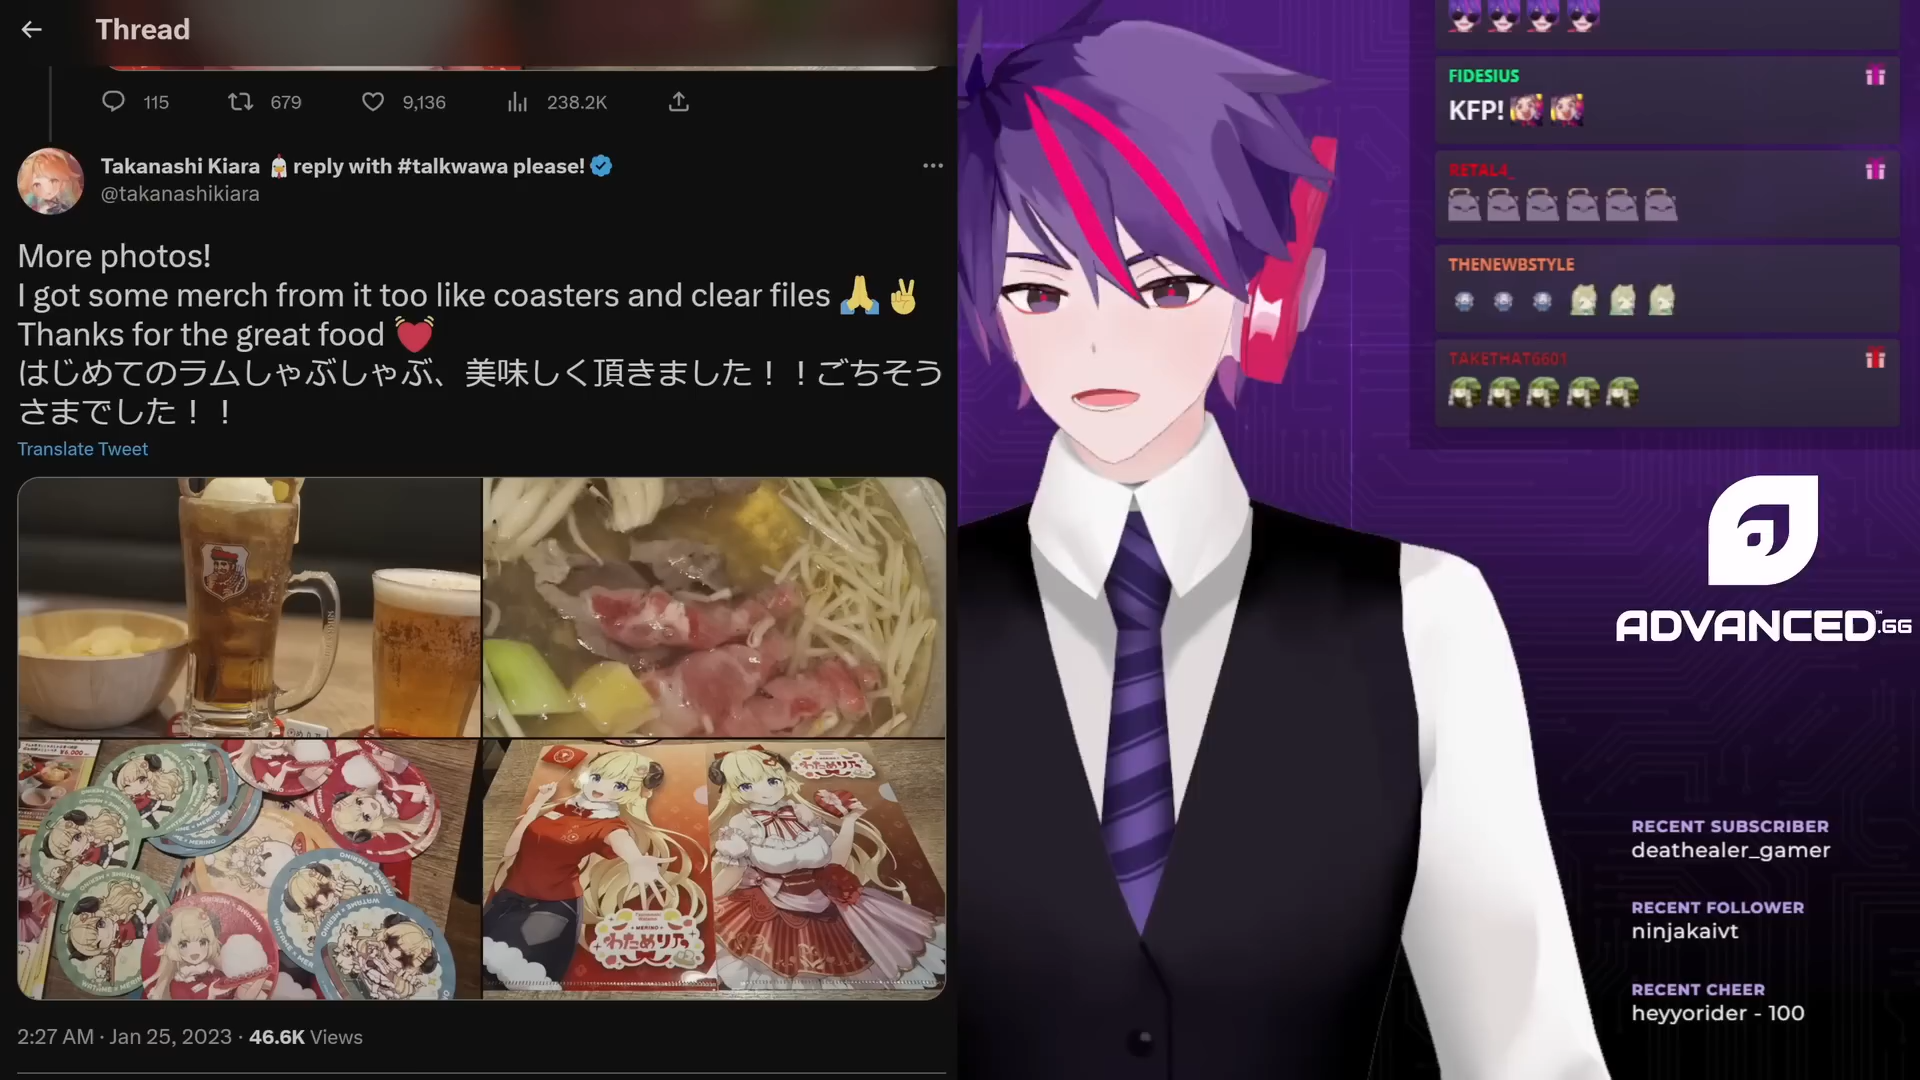 Thread
115 679 9,136 238.2K
Takanashi Kiara 🐔 reply with #talkwawa please!
@takanashikiara
More photos!
I got some merch from it too like coasters and clear files 🙏✌
Thanks for the great food 💓
はじめてのラムしゃぶしゃぶ、美味しく頂きました！！ごちそう
さまでした！！
Translate Tweet
わためリア
2:27 AM · Jan 25, 2023 · 46.6K Views
FIDESIUS
KFP!
RETAL4_
THENEWBSTYLE
TAKETHAT6601
ADVANCED.GG
RECENT SUBSCRIBER
deathealer_gamer
RECENT FOLLOWER
ninjakaivt
RECENT CHEER
heyyorider - 100